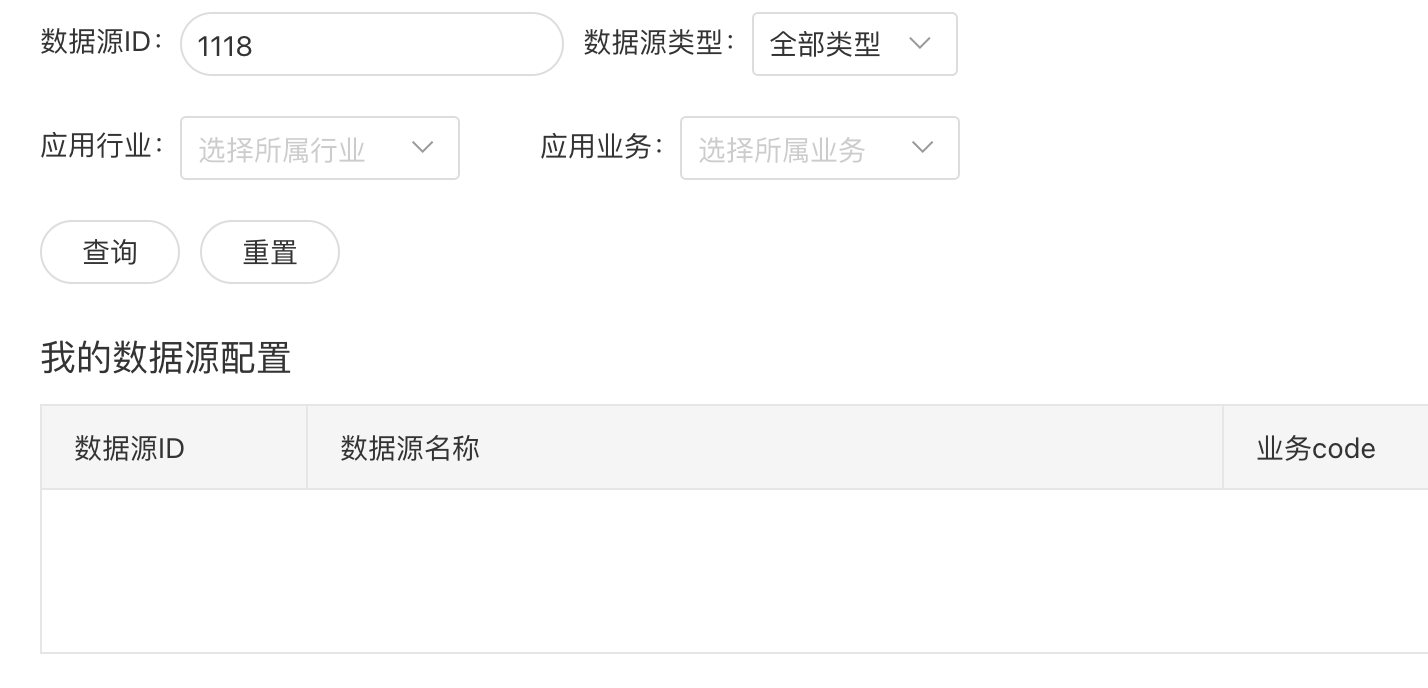 数据源ID： 1118 数据源类型： 全部类型
应用行业： 选择所属行业 应用业务： 选择所属业务
查询 重置
我的数据源配置
数据源ID 数据源名称 业务code